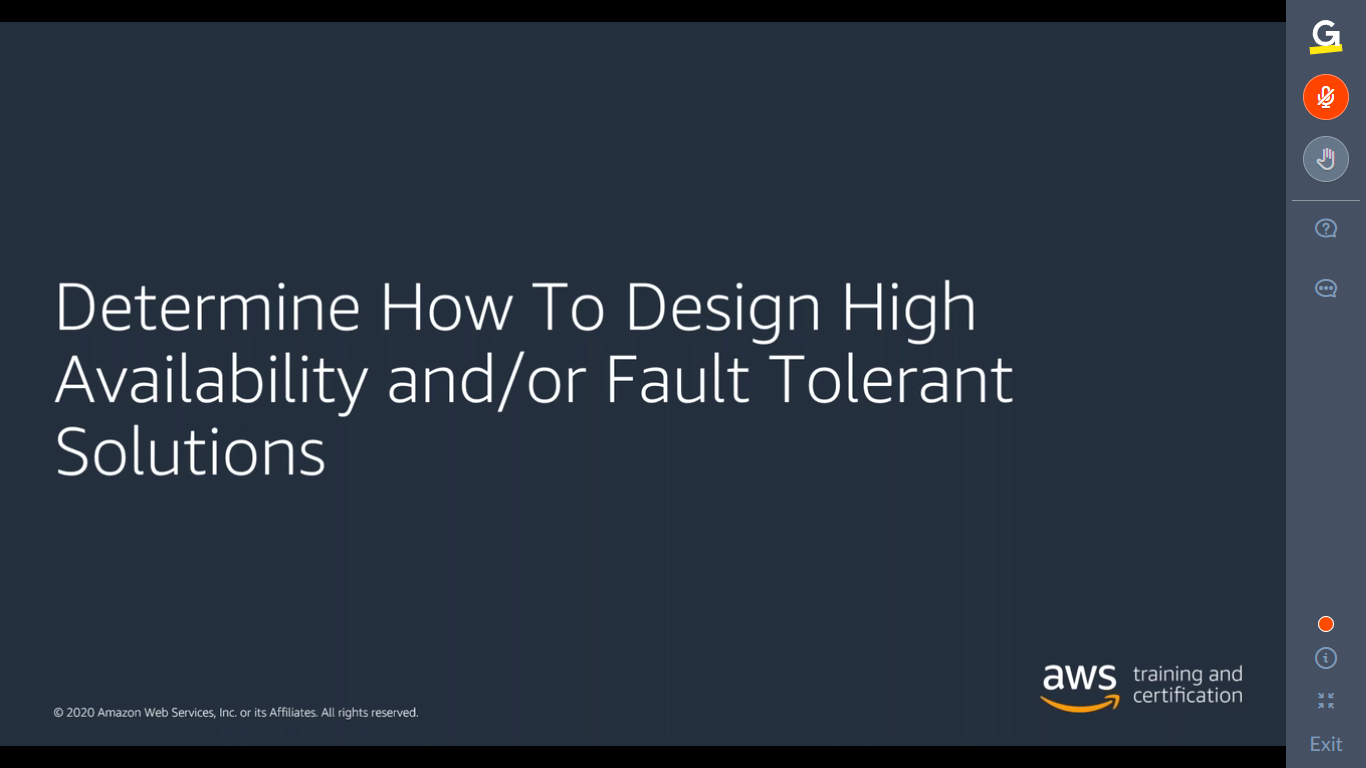 Determine How To Design High
Availability and/or Fault Tolerant
Solutions
aws training and
certification
© 2020 Amazon Web Services, Inc. or its Affiliates. All rights reserved.
G
Exit